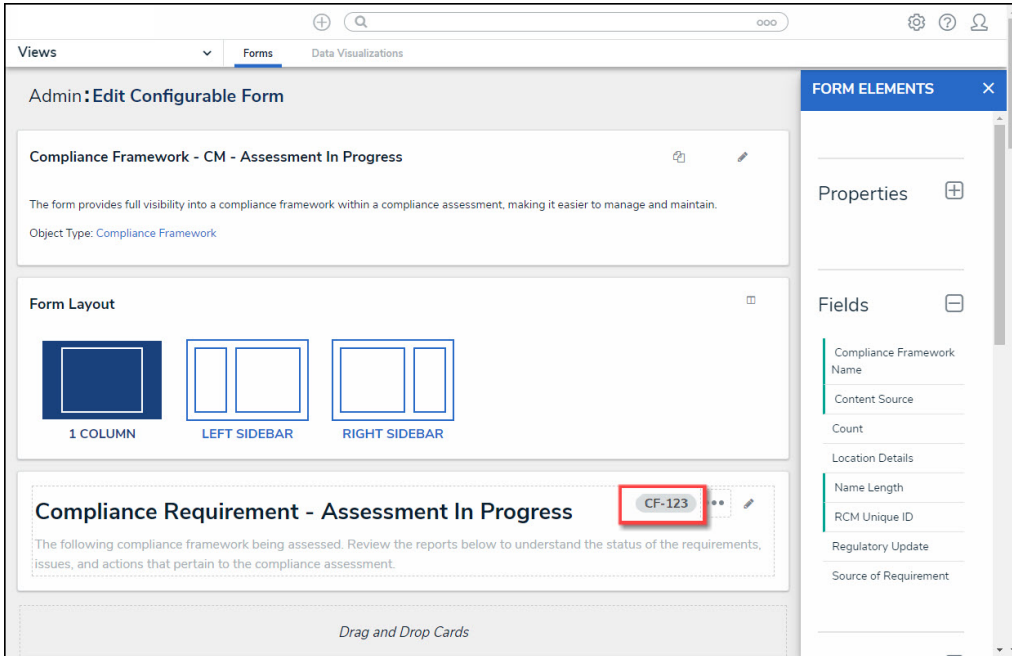 Views
Forms
Data Visualizations
Admin:Edit Configurable Form
Compliance Framework - CM - Assessment In Progress
The form provides full visibility into a compliance framework within a compliance assessment, making it easier to manage and maintain.
Object Type: Compliance Framework
Form Layout
1 COLUMN
LEFT SIDEBAR
RIGHT SIDEBAR
Compliance Requirement - Assessment In Progress
CF-123
The following compliance framework being assessed. Review the reports below to understand the status of the requirements,
issues, and actions that pertain to the compliance assessment.
Drag and Drop Cards
FORM ELEMENTS
Properties
Fields
Compliance Framework
Name
Content Source
Count
Location Details
Name Length
RCM Unique ID
Regulatory Update
Source of Requirement